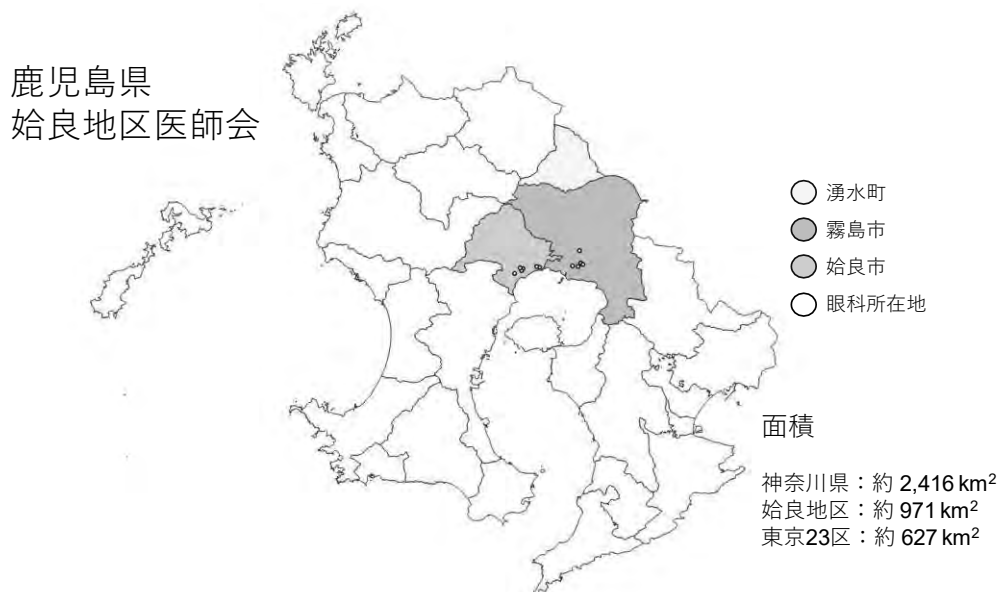 鹿児島県
姶良地区医師会
湧水町
霧島市
姶良市
眼科所在地
面積
神奈川県：約 2,416 km²
姶良地区：約 971 km²
東京23区：約 627 km²